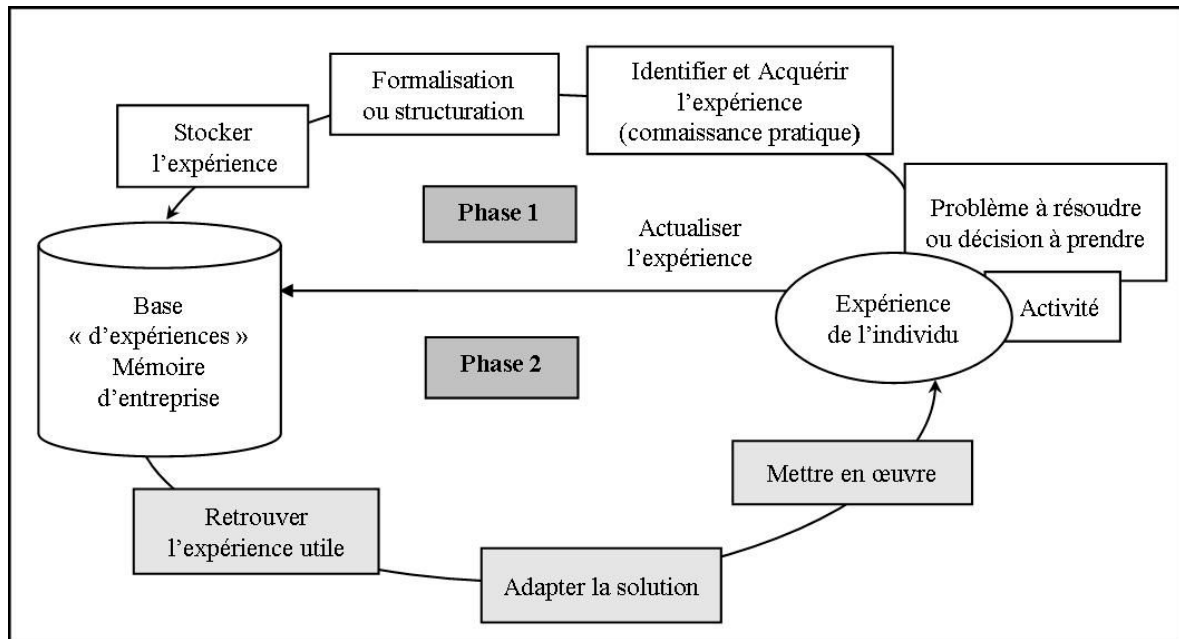 Formalisation
ou structuration
Identifier et Acquérir
l’expérience
(connaissance pratique)
Stocker
l’expérience
Phase 1
Problème à résoudre
ou décision à prendre
Actualiser
l’expérience
Base
« d’expériences »
Mémoire
d’entreprise
Expérience
de l’individu
Activité
Phase 2
Mettre en œuvre
Retrouver
l’expérience utile
Adapter la solution